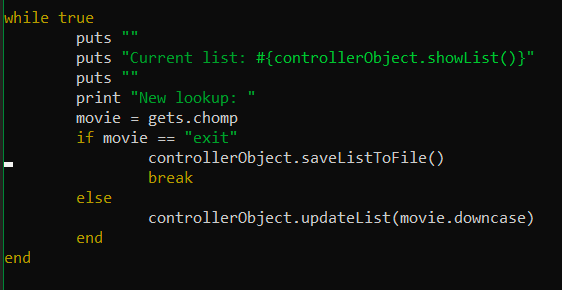 while true
        puts ""
        puts "Current list: #{controllerObject.showList()}"
        puts ""
        print "New lookup: "
        movie = gets.chomp
        if movie == "exit"
                controllerObject.saveListToFile()
                break
        else
                controllerObject.updateList(movie.downcase)
        end
end